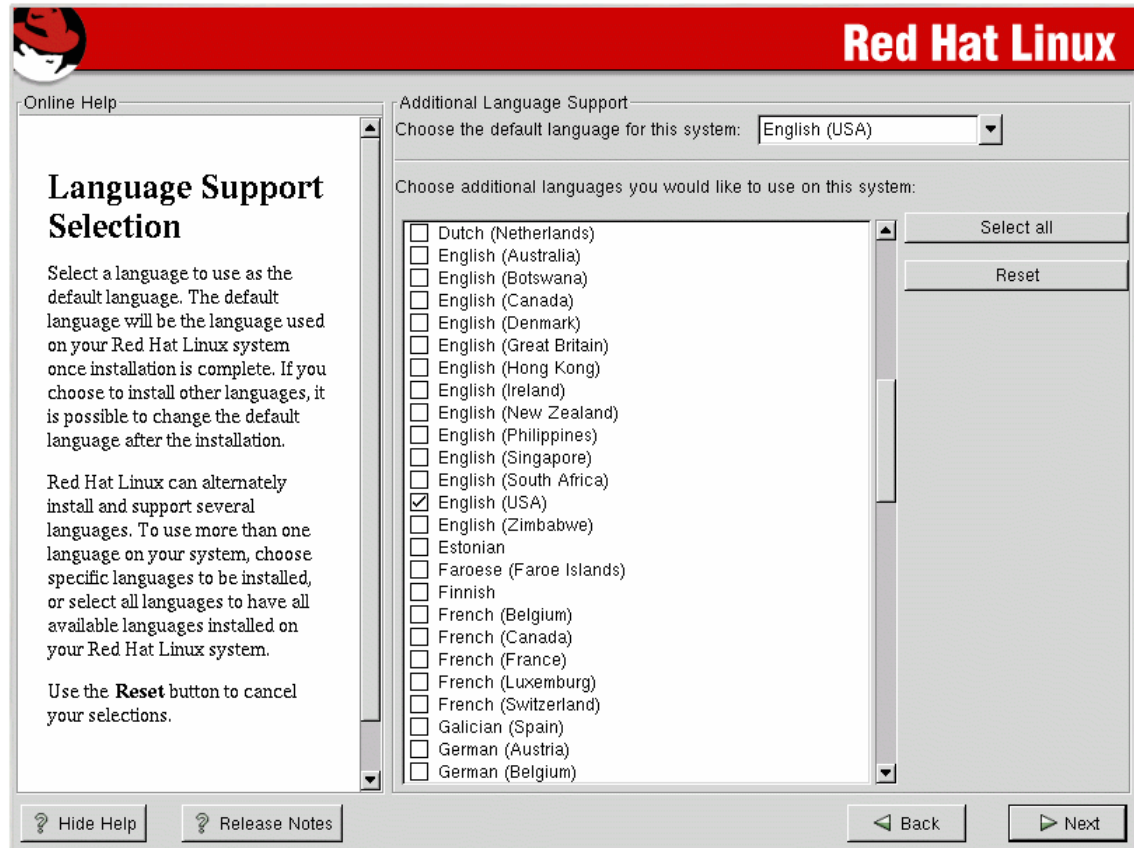 Red Hat Linux
Online Help
Language Support
Selection
Select a language to use as the
default language. The default
language will be the language used
on your Red Hat Linux system
once installation is complete. If you
choose to install other languages, it
is possible to change the default
language after the installation.
Red Hat Linux can alternately
install and support several
languages. To use more than one
language on your system, choose
specific languages to be installed,
or select all languages to have all
available languages installed on
your Red Hat Linux system.
Use the Reset button to cancel
your selections.
Additional Language Support
Choose the default language for this system: English (USA)
Choose additional languages you would like to use on this system:
Dutch (Netherlands)
English (Australia)
English (Botswana)
English (Canada)
English (Denmark)
English (Great Britain)
English (Hong Kong)
English (Ireland)
English (New Zealand)
English (Philippines)
English (Singapore)
English (South Africa)
English (USA)
English (Zimbabwe)
Estonian
Faroese (Faroe Islands)
Finnish
French (Belgium)
French (Canada)
French (France)
French (Luxemburg)
French (Switzerland)
Galician (Spain)
German (Austria)
German (Belgium)
Select all
Reset
Hide Help
Release Notes
Back
Next